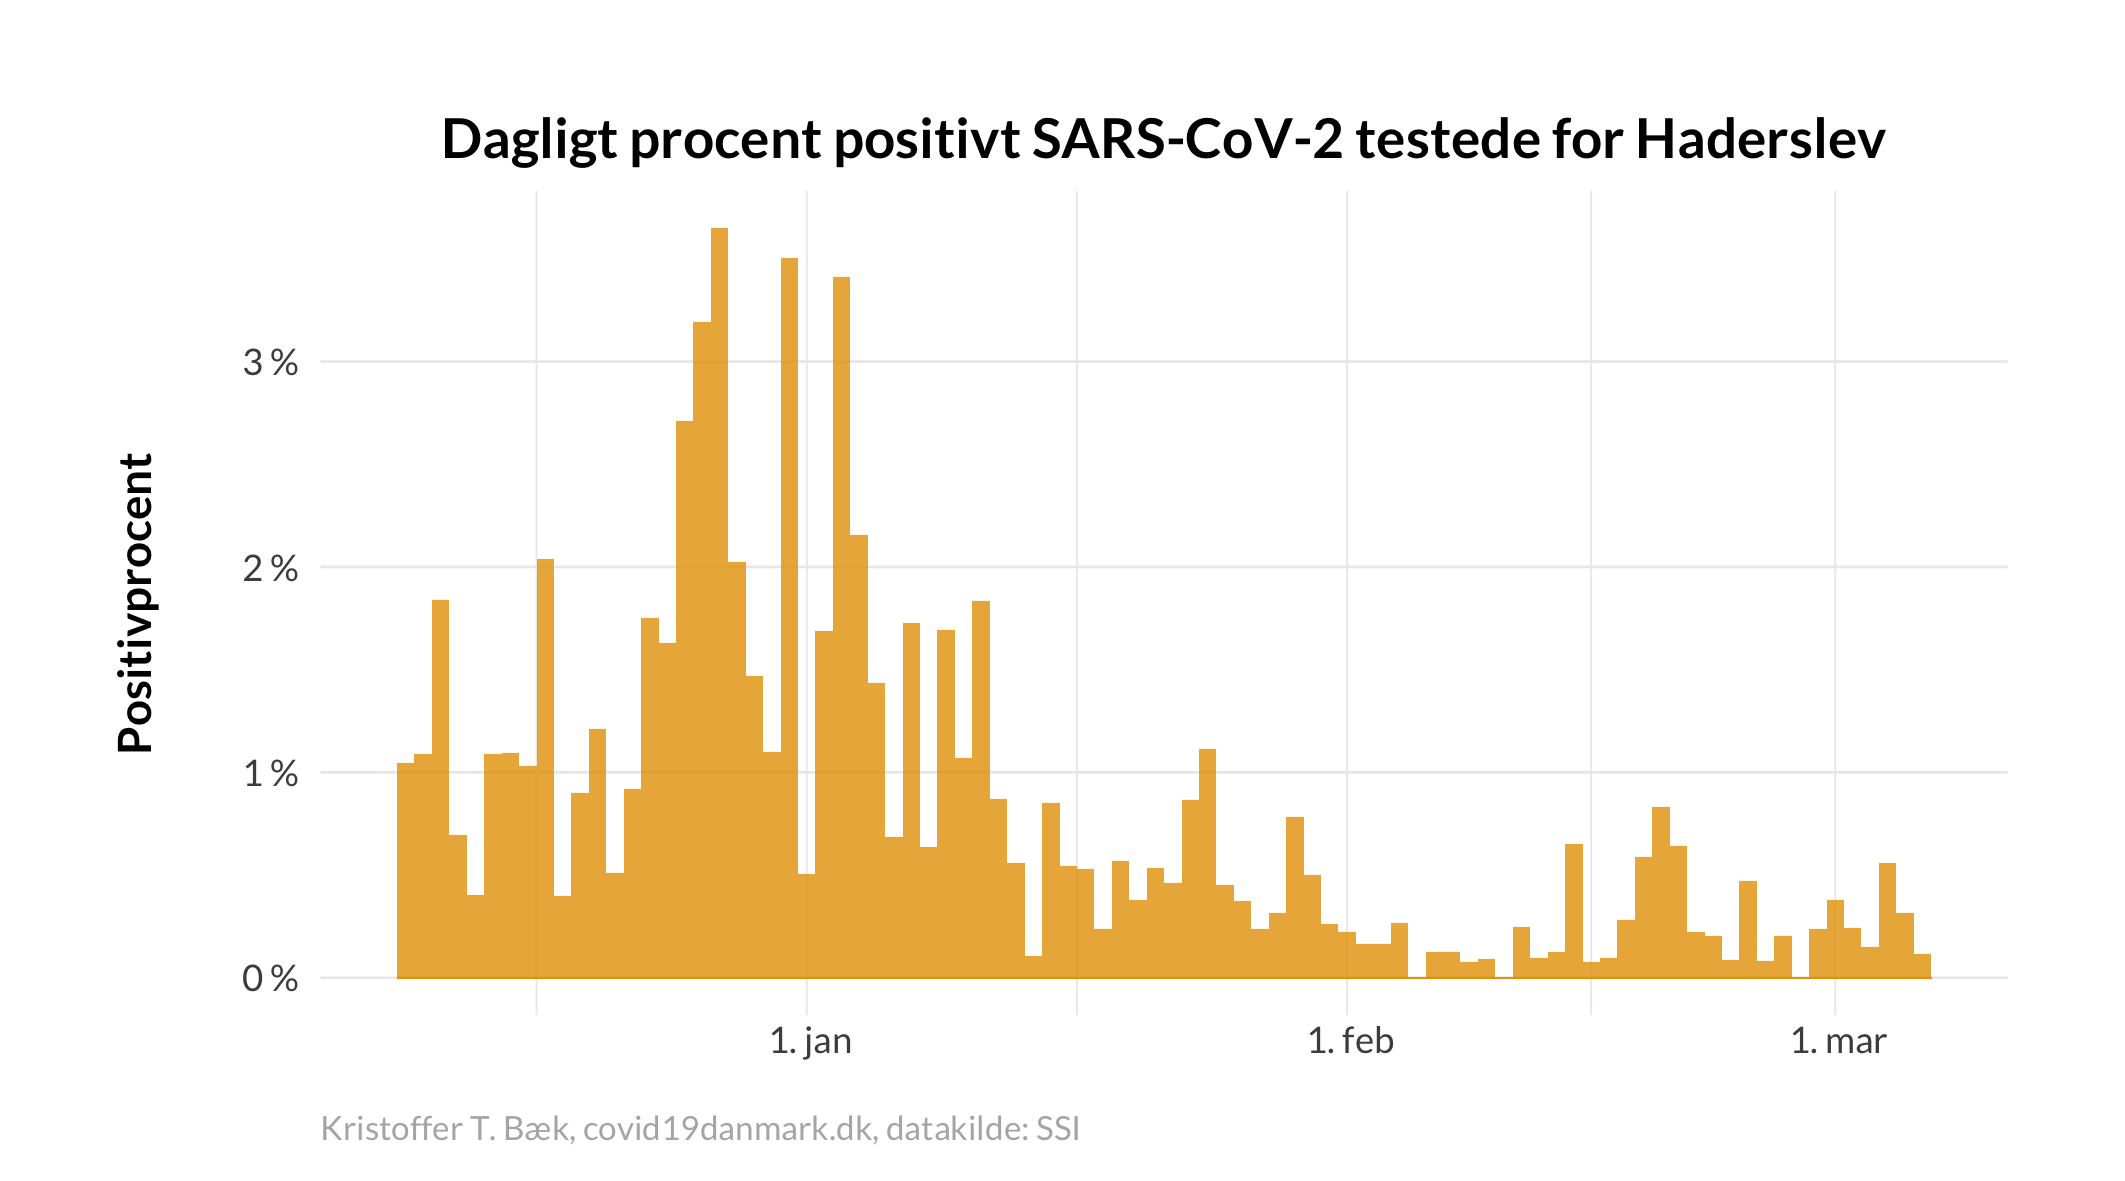 Dagligt procent positivt SARS-CoV-2 testede for Haderslev
Positivprocent
3 %
2 %
1 %
0 %
1. jan
1. feb
1. mar
Kristoffer T. Bæk, covid19danmark.dk, datakilde: SSI